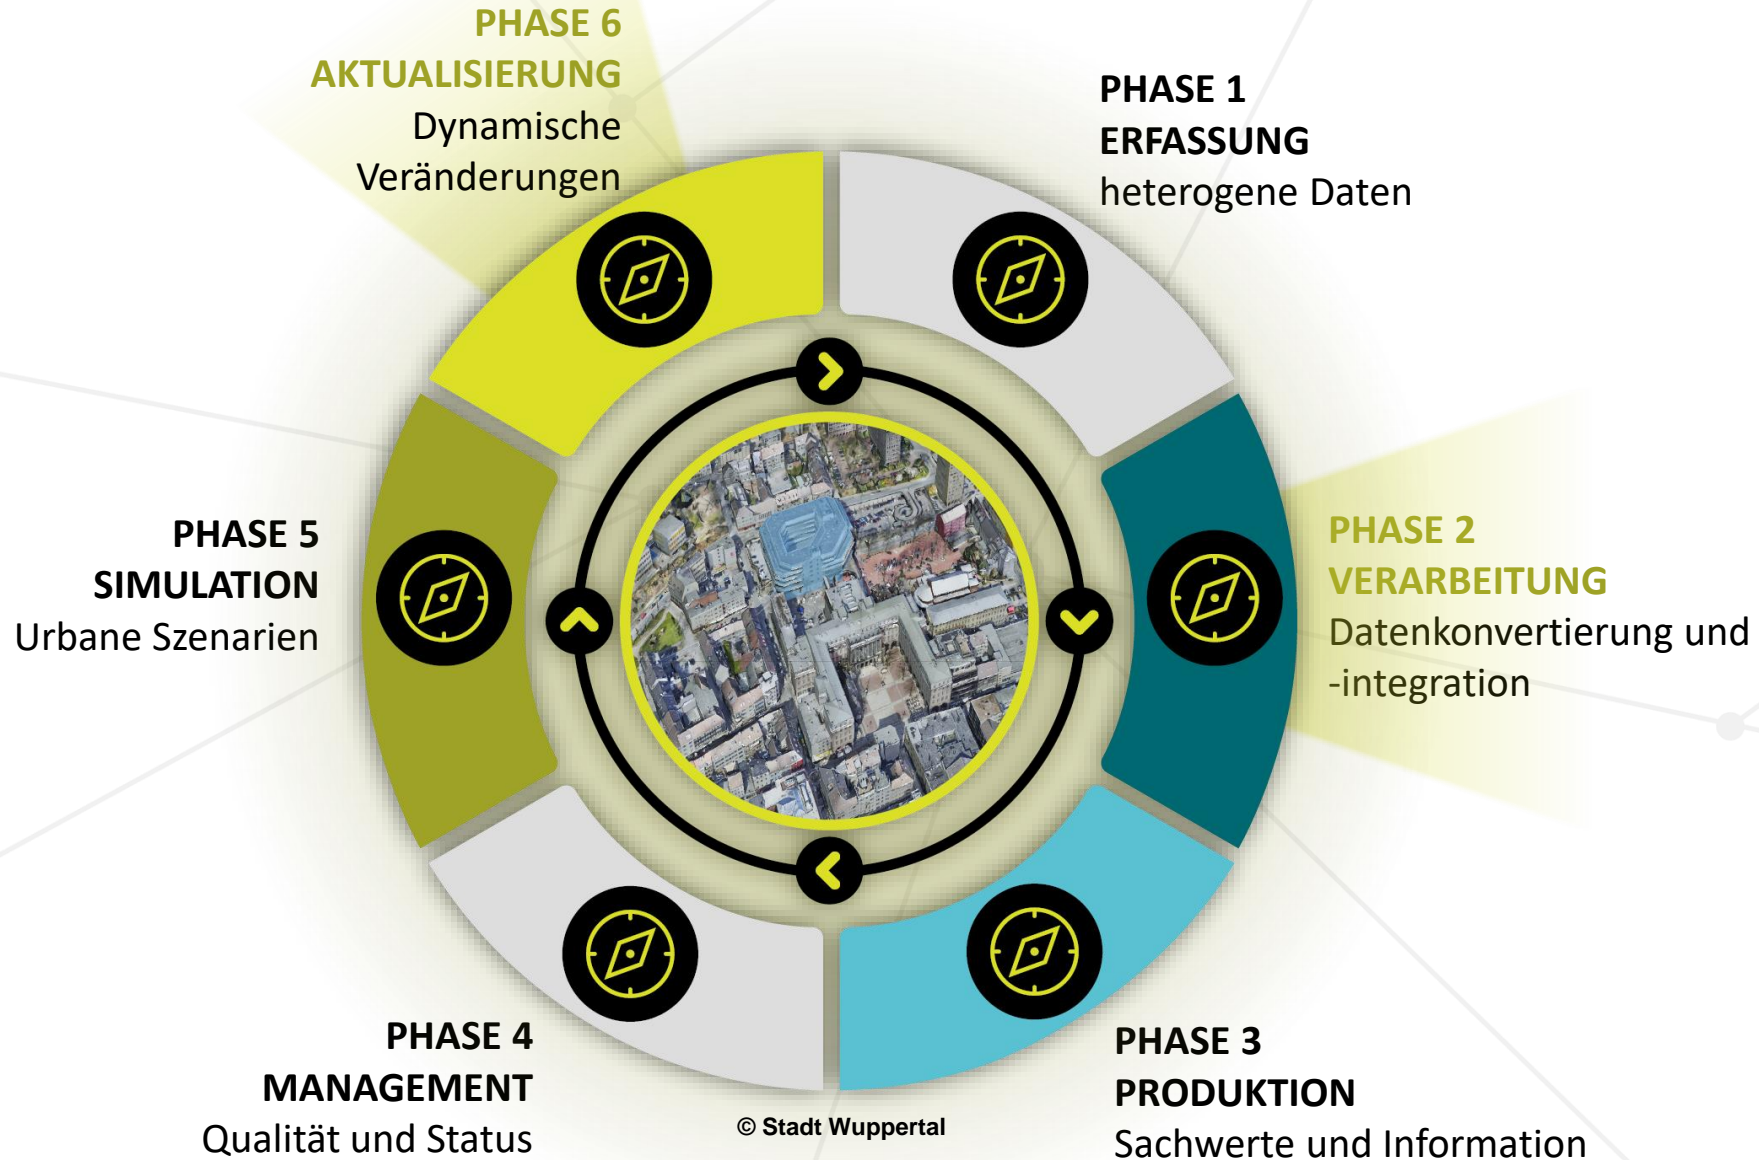 PHASE 6
AKTUALISIERUNG
Dynamische
Veränderungen
PHASE 1
ERFASSUNG
heterogene Daten
PHASE 2
VERARBEITUNG
Datenkonvertierung und
-integration
PHASE 3
PRODUKTION
Sachwerte und Information
PHASE 4
MANAGEMENT
Qualität und Status
PHASE 5
SIMULATION
Urbane Szenarien
© Stadt Wuppertal